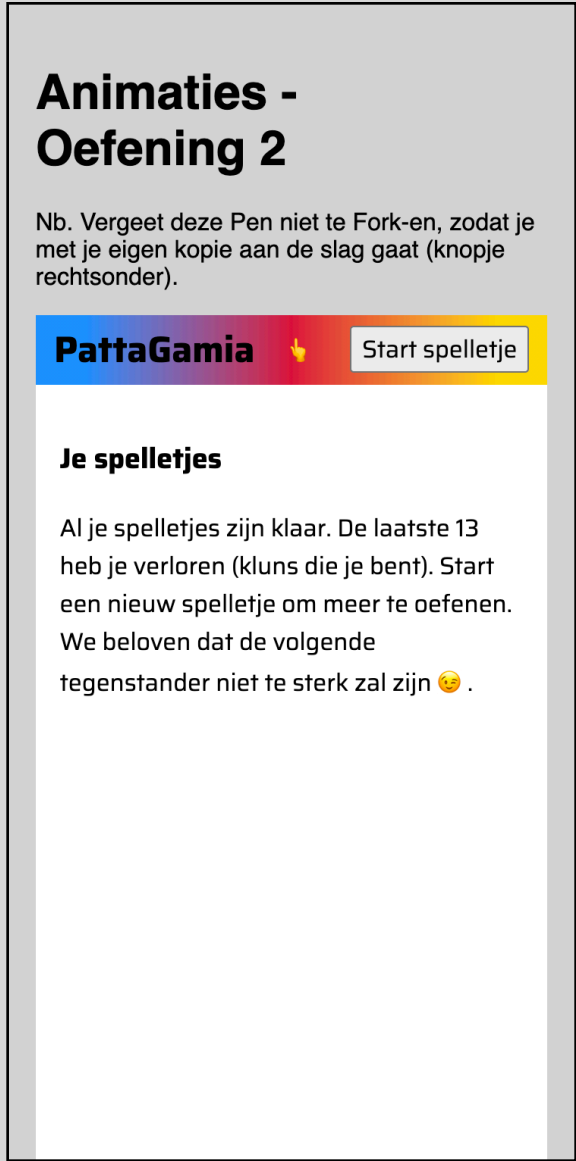 Animaties -
Oefening 2
Nb. Vergeet deze Pen niet te Fork-en, zodat je
met je eigen kopie aan de slag gaat (knopje
rechtsonder).
PattaGamia 👆 Start spelletje
Je spelletjes
Al je spelletjes zijn klaar. De laatste 13
heb je verloren (kluns die je bent). Start
een nieuw spelletje om meer te oefenen.
We beloven dat de volgende
tegenstander niet te sterk zal zijn 😉 .